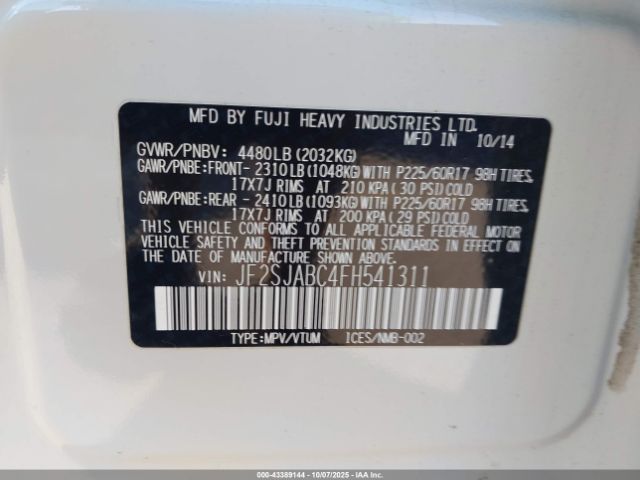 MFD BY FUJI HEAVY INDUSTRIES LTD.
MFD IN 10/14
GVWR/PNBV: 4480LB(2032KG)
GAWR/PNBE:FRONT- 2310LB(1048KG)WITH P225/60R17 98H TIRES,
17X7J RIMS AT 210 KPA( 30 PSI)COLD
GAWR/PNBE:REAR - 2410LB(1093KG)WITH P225/60R17 98H TIRES,
17X7J RIMS AT 200 KPA( 29 PSI)COLD
THIS VEHICLE CONFORMS TO ALL APPLICABLE FEDERAL MOTOR
VEHICLE SAFETY AND THEFT PREVENTION STANDARDS IN EFFECT ON
THE DATE OF MANUFACTURE SHOWN ABOVE.
VIN: JF2SJABC4FH541311
TYPE:MPV/VTUM ICES/NMB-002
000-43389144 - 10/07/2025 - COPART